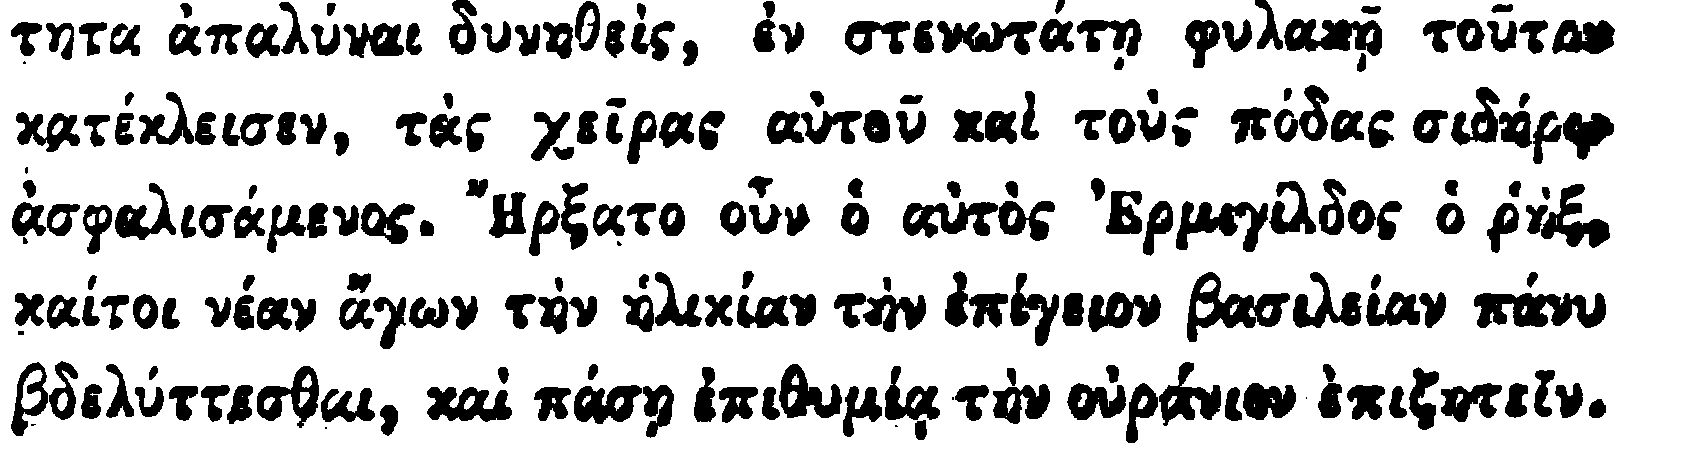 τητα ἀπαλύναι δυνηθεὶς, ἐν στενωτάτῃ φυλακῇ τοῦτον
κατέκλεισεν, τὰς χεῖρας αὐτοῦ καὶ τοὺς πόδας σιδήρῳ
ἀσφαλισάμενος. Ἤρξατο οὖν ὁ αὐτὸς Ἑρμιγίλδος ὁ ῥὴξ,
καίτοι νέαν ἄγων τὴν ἡλικίαν τὴν ἐπίγειον βασιλείαν πάνυ
βδελύττεσθαι, καὶ πάσῃ ἐπιθυμίᾳ τὴν οὐράνιον ἐπιζητεῖν.